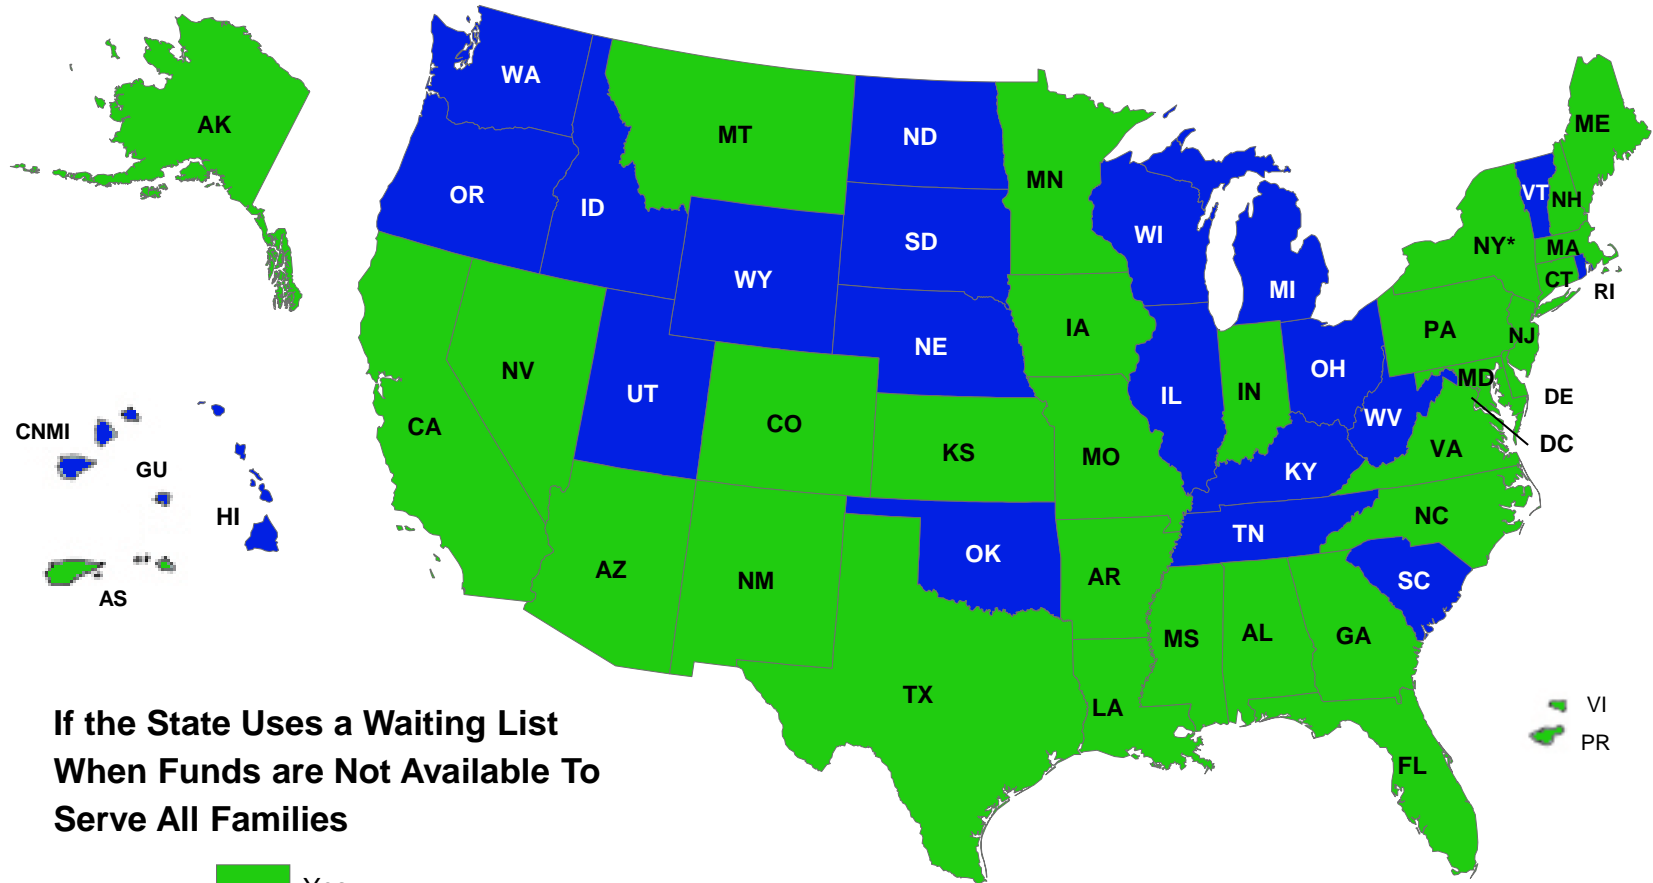 WA
AK
MT
ND
ME
MN
OR
ID
VT
NH
WI
SD
NY*
MA
WY
CT
MI
RI
IA
PA
NJ
NE
NV
OH
MD
UT
IN
IL
DE
CO
WV
CA
CNMI
DC
VA
KS
MO
GU
KY
HI
NC
TN
OK
AZ
NM
AR
SC
AS
MS
AL
GA
TX
LA
VI
PR
FL
If the State Uses a Waiting List
When Funds are Not Available To
Serve All Families